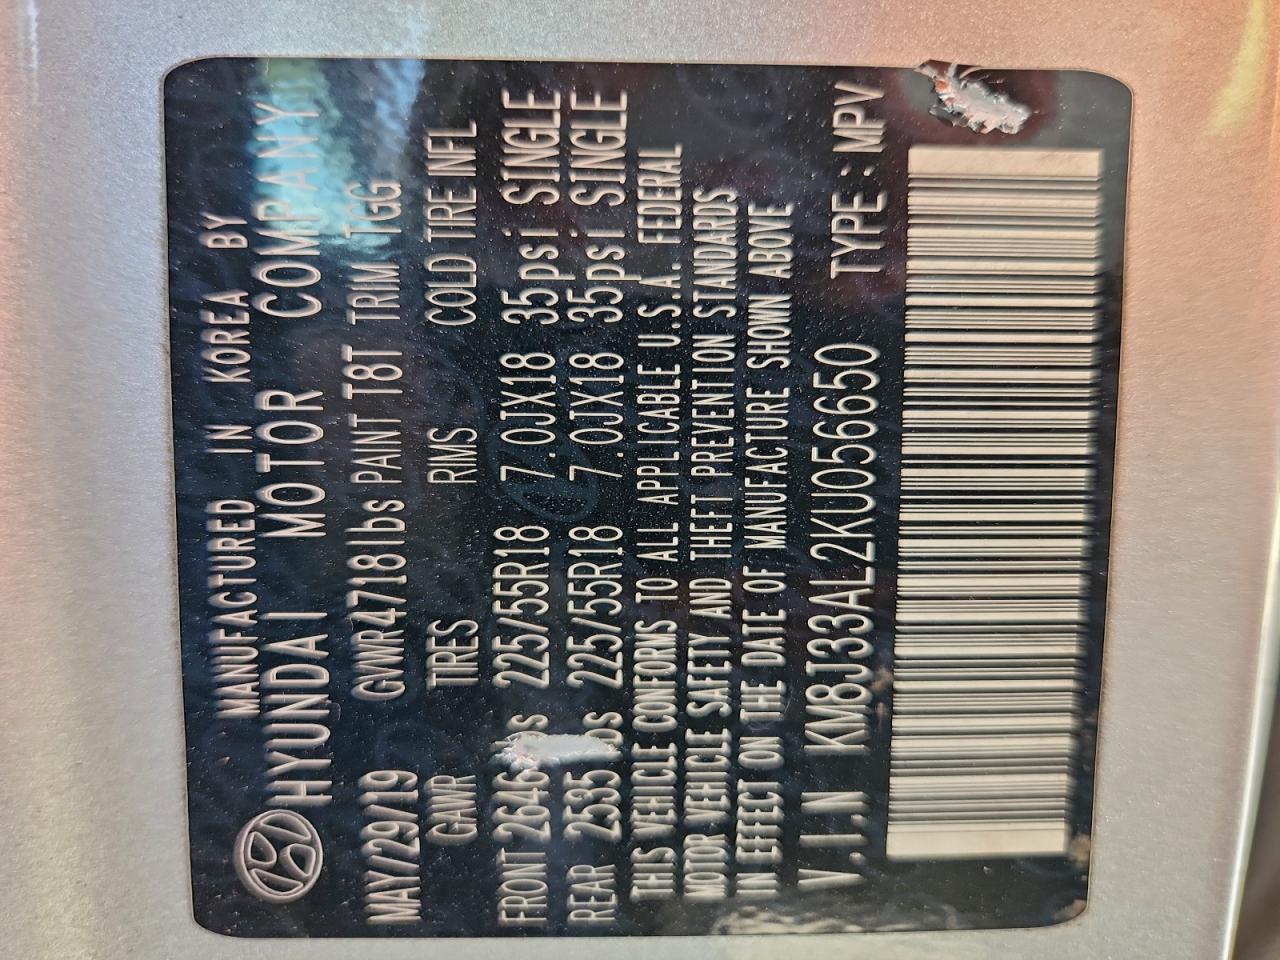 MANUFACTURED IN KOREA BY
HYUNDAI MOTOR COMPANY
MAY/29/19 GVWR4718lbs PAINT T8T TRIM TGG
GAWR TIRES RIMS COLD TIRE INFL
FRONT 2646 225/55R18 7.0JX18 35psi SINGLE
REAR 2535 225/55R18 7.0JX18 35psi SINGLE
THIS VEHICLE CONFORMS TO ALL APPLICABLE U.S.A. FEDERAL
MOTOR VEHICLE SAFETY AND THEFT PREVENTION STANDARDS
IN EFFECT ON THE DATE OF MANUFACTURE SHOWN ABOVE
V.I.N KM8J33AL2KU056650 TYPE : MPV